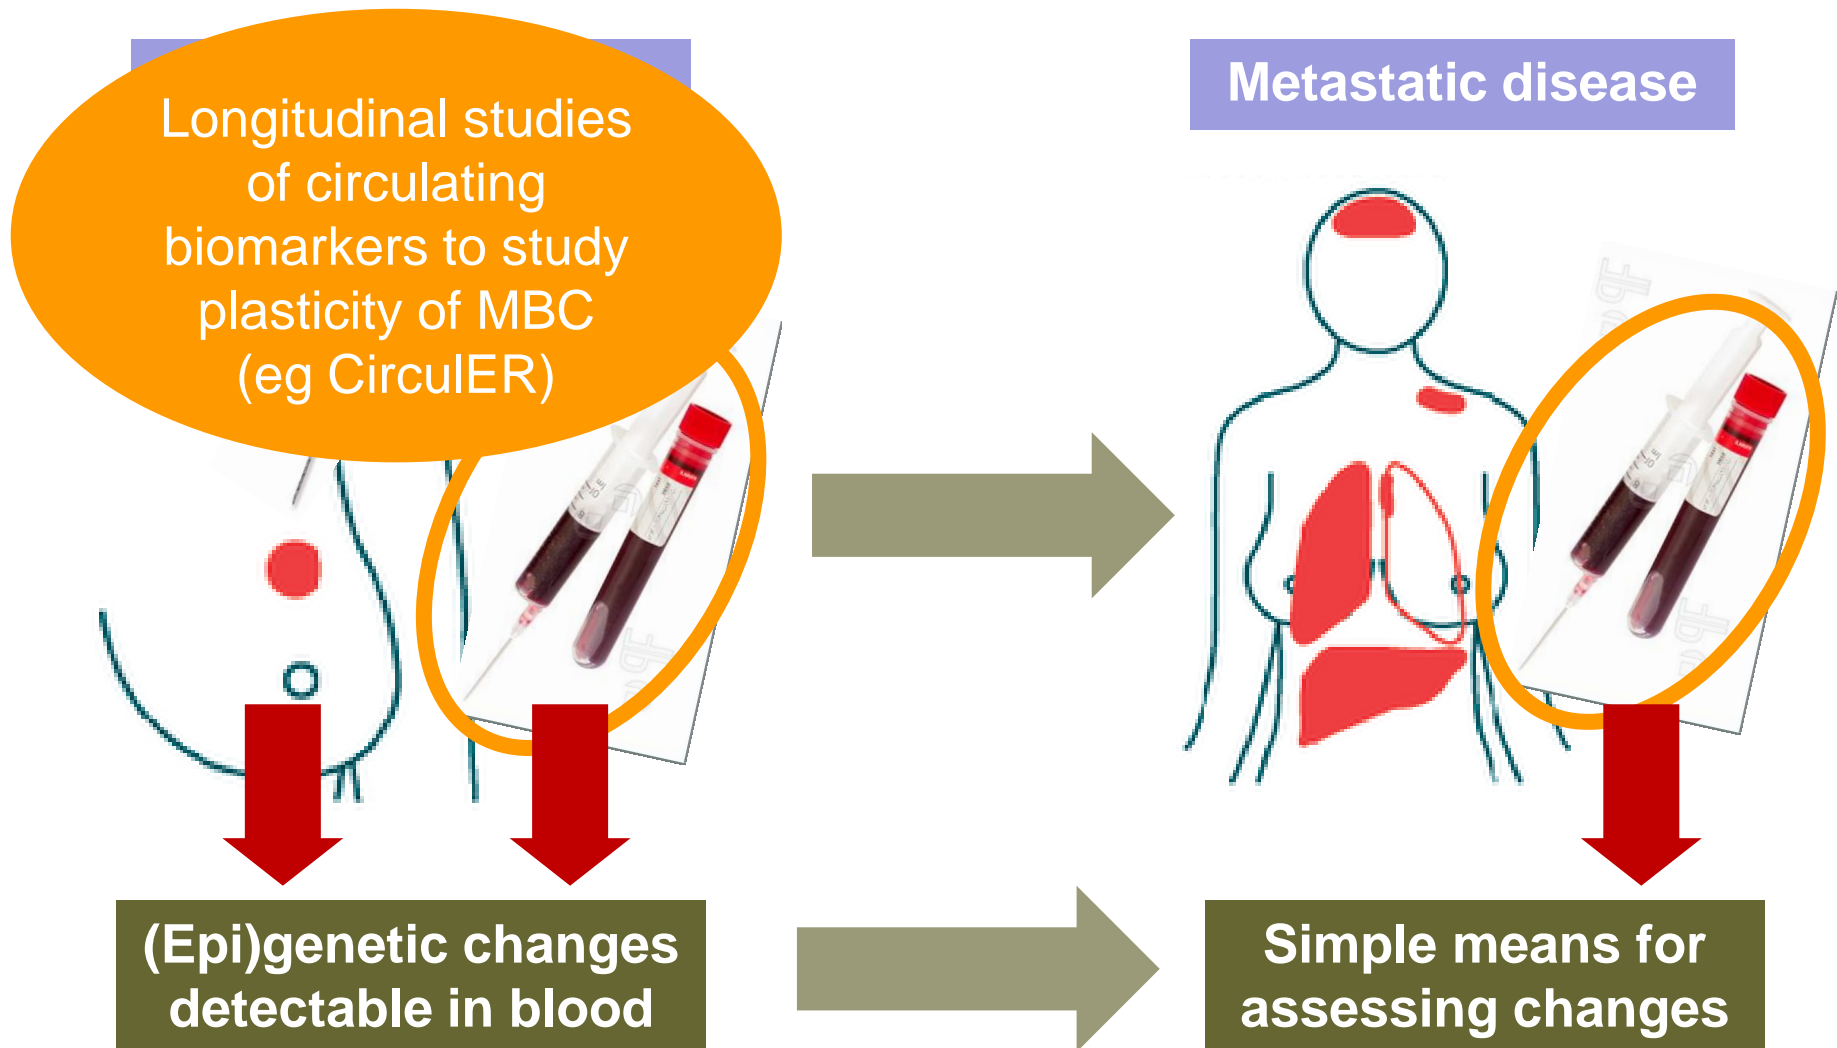 Longitudinal studies
of circulating
biomarkers to study
plasticity of MBC
(eg CirculER)
Metastatic disease
(Epi)genetic changes
detectable in blood
Simple means for
assessing changes